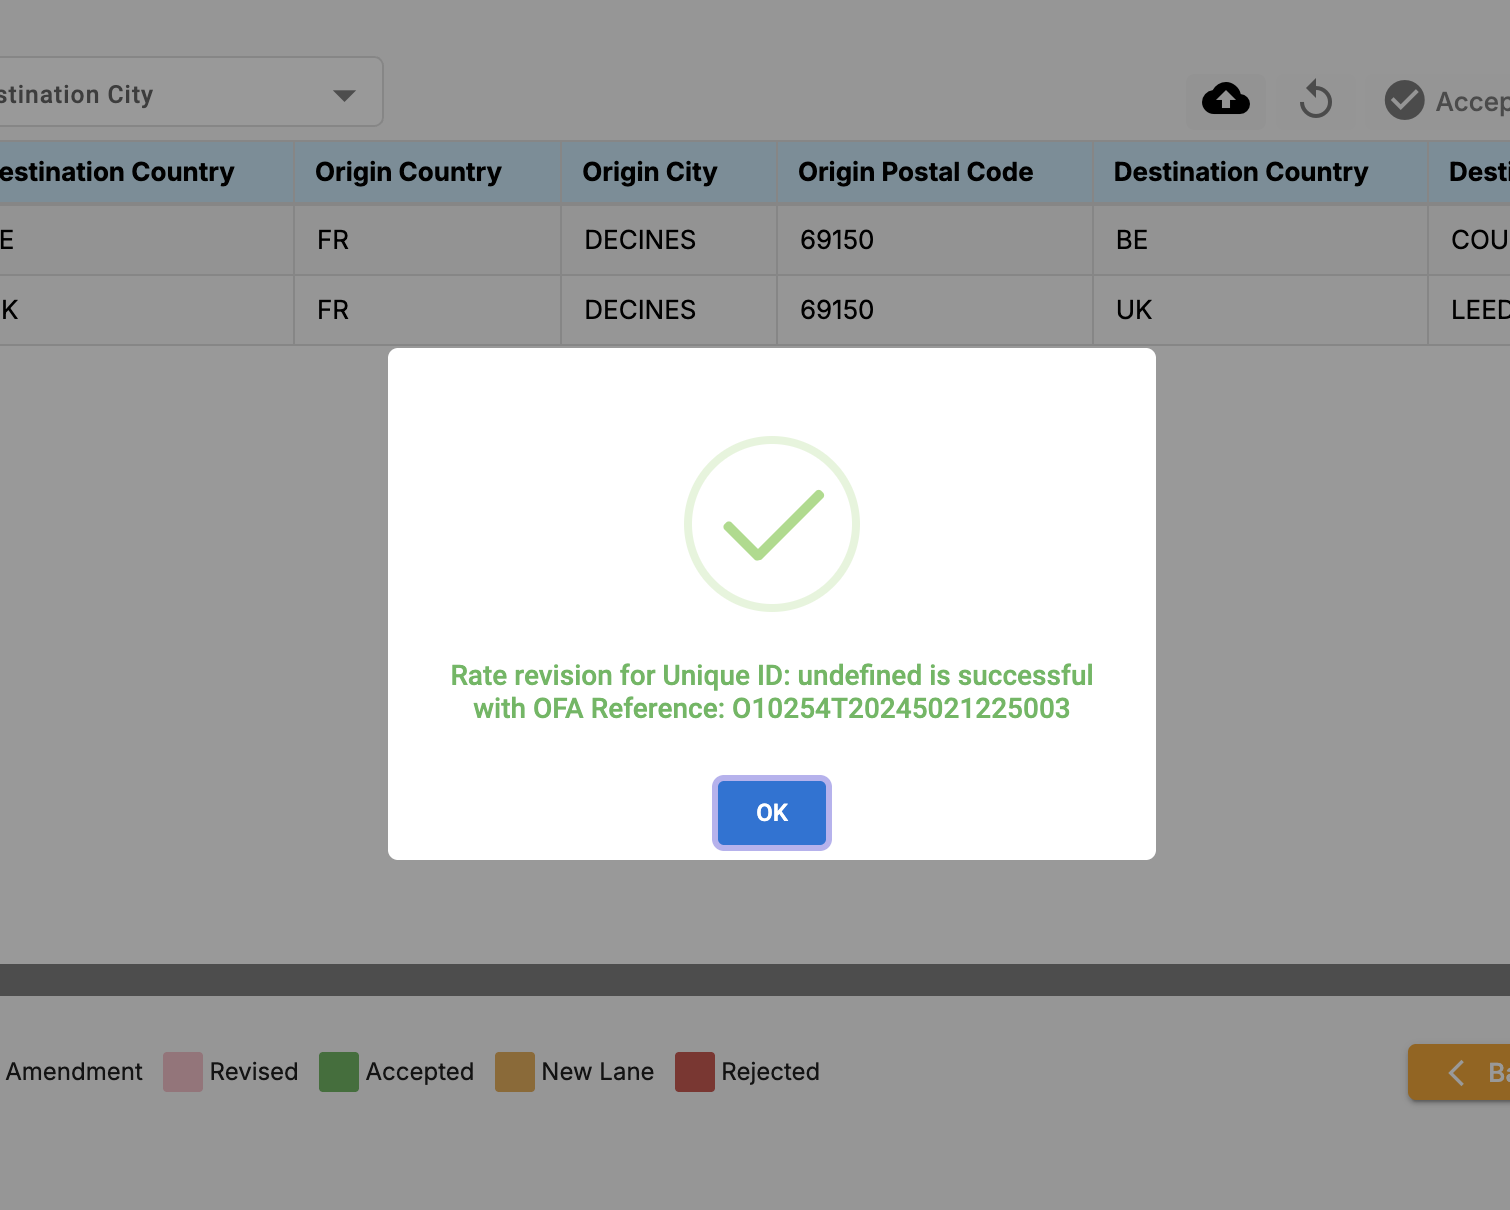 stination City
Accep
estination Country Origin Country Origin City Origin Postal Code Destination Country Desti
E FR DECINES 69150 BE COU
K FR DECINES 69150 UK LEED
Rate revision for Unique ID: undefined is successful
with OFA Reference: O10254T20245021225003
OK
Amendment Revised Accepted New Lane Rejected
Ba